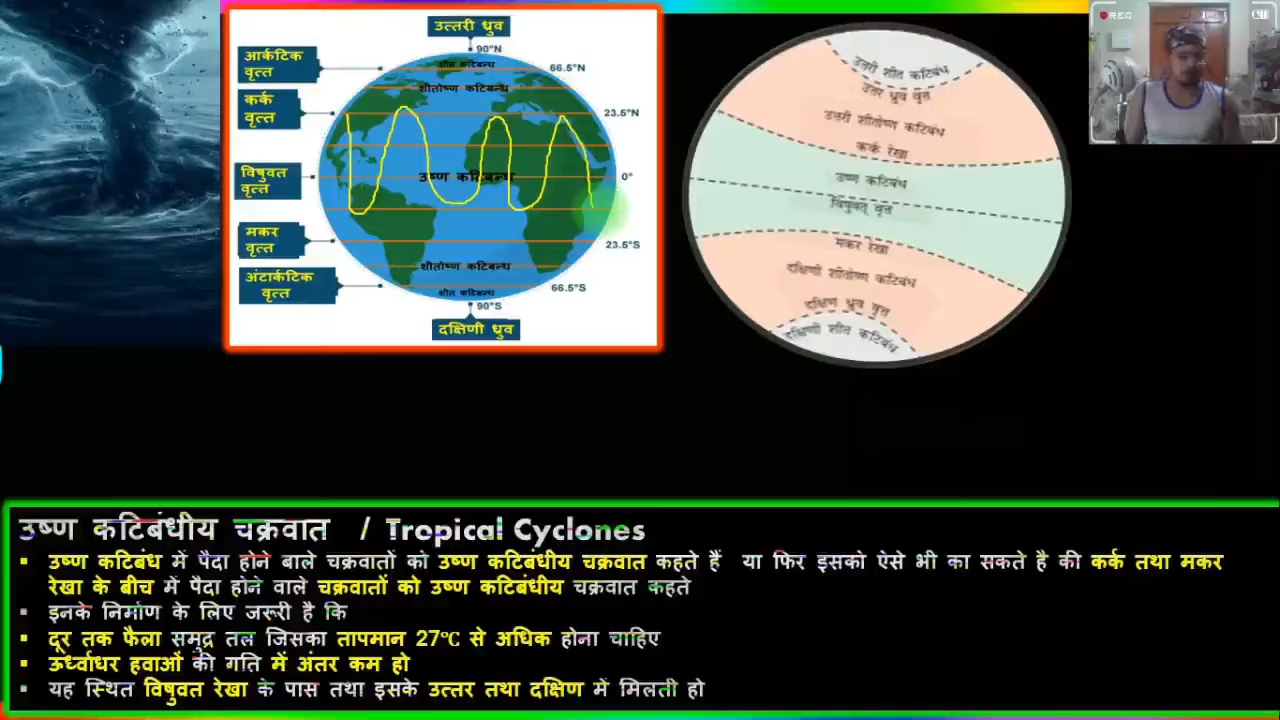 उत्तरी ध्रुव
90°N
आर्कटिक
वृत्त
शीत कटिबन्ध
66.5°N
शीतोष्ण कटिबन्ध
कर्क
वृत्त
23.5°N
विषुवत
वृत्त
उष्ण कटिबन्ध
0°
मकर
वृत्त
23.5°S
शीतोष्ण कटिबन्ध
अंटार्कटिक
वृत्त
66.5°S
शीत कटिबन्ध
90°S
दक्षिणी ध्रुव
उत्तरी शीत कटिबंध
उत्तर ध्रुव वृत्त
उत्तरी शीतोष्ण कटिबंध
कर्क रेखा
उष्ण कटिबंध
विषुवत् वृत्त
मकर रेखा
दक्षिणी शीतोष्ण कटिबंध
दक्षिण ध्रुव वृत्त
दक्षिणी शीत कटिबंध
REC
उष्ण कटिबंधीय चक्रवात / Tropical Cyclones
उष्ण कटिबंध में पैदा होने बाले चक्रवातों को उष्ण कटिबंधीय चक्रवात कहते हैं या फिर इसको ऐसे भी का सकते है की कर्क तथा मकर
रेखा के बीच में पैदा होने वाले चक्रवातों को उष्ण कटिबंधीय चक्रवात कहते
इनके निर्माण के लिए जरूरी है कि
दूर तक फैला समुद्र तल जिसका तापमान 27°C से अधिक होना चाहिए
ऊर्ध्वाधर हवाओं की गति में अंतर कम हो
यह स्थित विषुवत रेखा के पास तथा इसके उत्तर तथा दक्षिण में मिलती हो